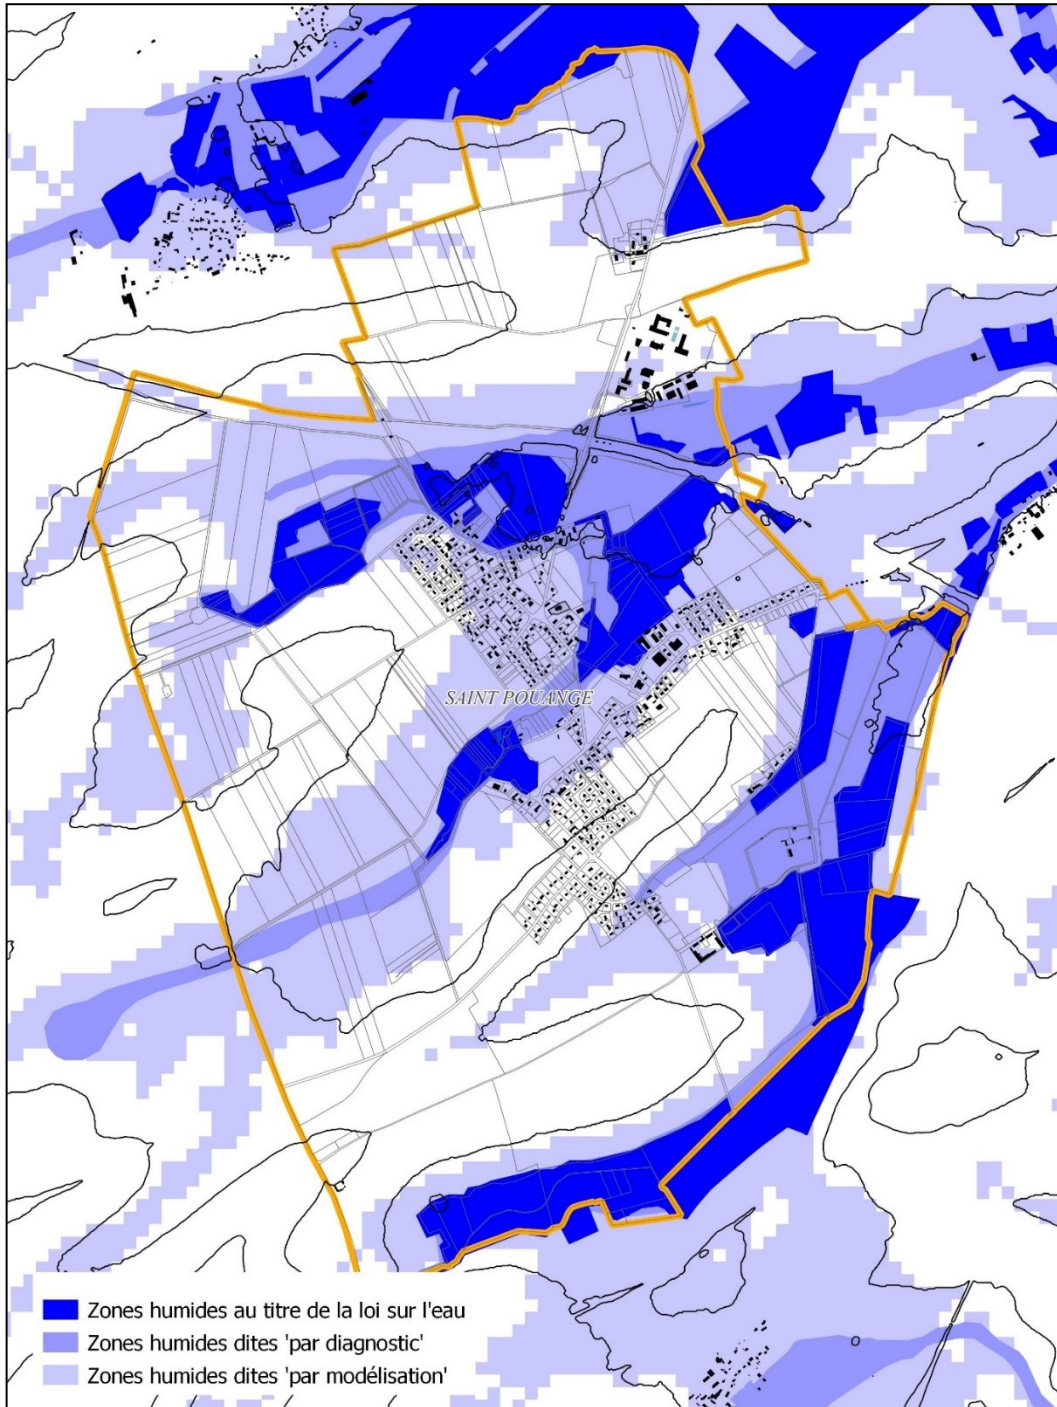 SAINT POUANGE
Zones humides au titre de la loi sur l'eau
Zones humides dites 'par diagnostic'
Zones humides dites 'par modélisation'